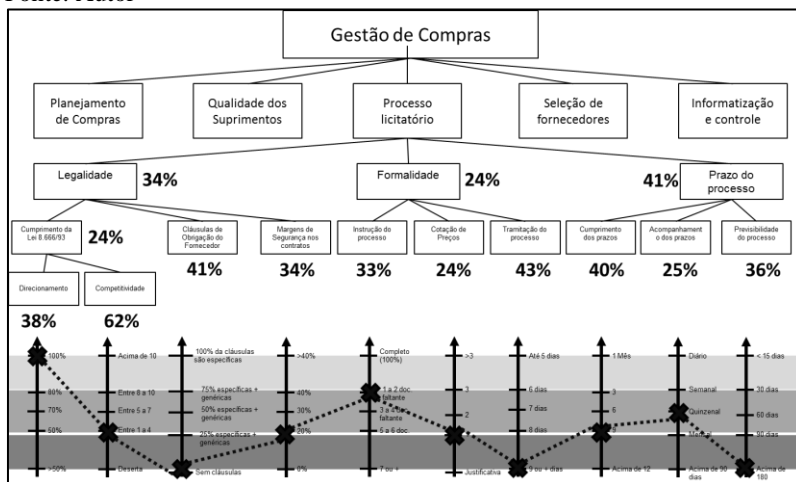 Fonte: Autor
Gestão de Compras
Planejamento
de Compras
Qualidade dos
Suprimentos
Processo
licitatório
Seleção de
fornecedores
Informatização
e controle
Legalidade
34%
Formalidade
24%
41%
Prazo do
processo
Cumprimento da
Lei 8.666/93
24%
Cláusulas de
Obrigação do
Fornecedor
Margens de
Segurança nos
contratos
Instrução do
processo
Cotação de
Preços
Tramitação do
processo
Cumprimento
dos prazos
Acompanhament
o dos prazos
Previsibilidade
do processo
41%
34%
33%
24%
43%
40%
25%
36%
Direcionamento
Competitividade
38%
62%
100%
80%
70%
50%
>50%
Acima de 10
Entre 8 a 10
Entre 5 a 7
Entre 1 a 4
Deserta
100% da cláusulas
são específicas
75% específicas +
genéricas
50% específicas +
genéricas
25% específicas +
genéricas
Sem cláusulas
>40%
40%
30%
20%
0%
Completo
(100%)
1 a 2 doc.
faltante
3 a 4 doc.
faltante
5 a 6 doc.
7 ou +
>3
3
2
Justificativa
Até 5 dias
6 dias
7 dias
8 dias
9 ou + dias
1 Mês
3
6
Acima de 12
Diário
Semanal
Quinzenal
Mensal
Acima de 90
dias
< 15 dias
30 dias
60 dias
90 dias
Acima de
180